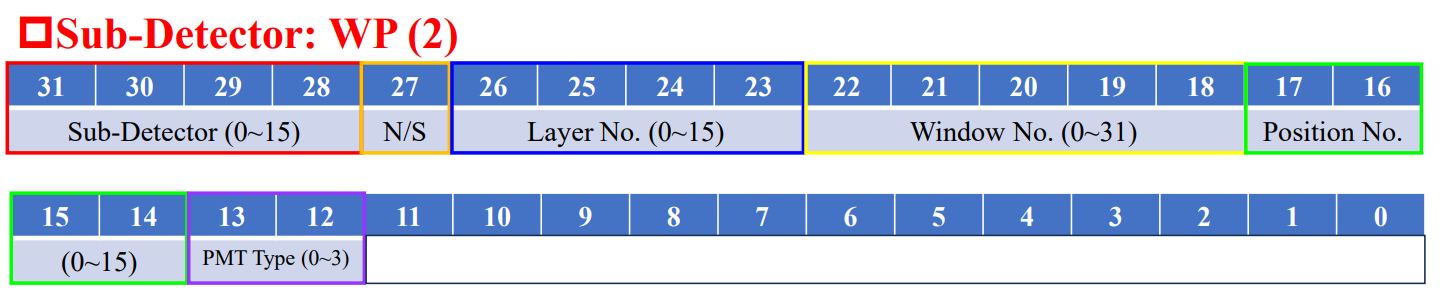 Sub-Detector: WP (2)
31 30 29 28 27 26 25 24 23 22 21 20 19 18 17 16
Sub-Detector (0~15) N/S Layer No. (0~15) Window No. (0~31) Position No.
15 14 13 12 11 10 9 8 7 6 5 4 3 2 1 0
(0~15) PMT Type (0~3)